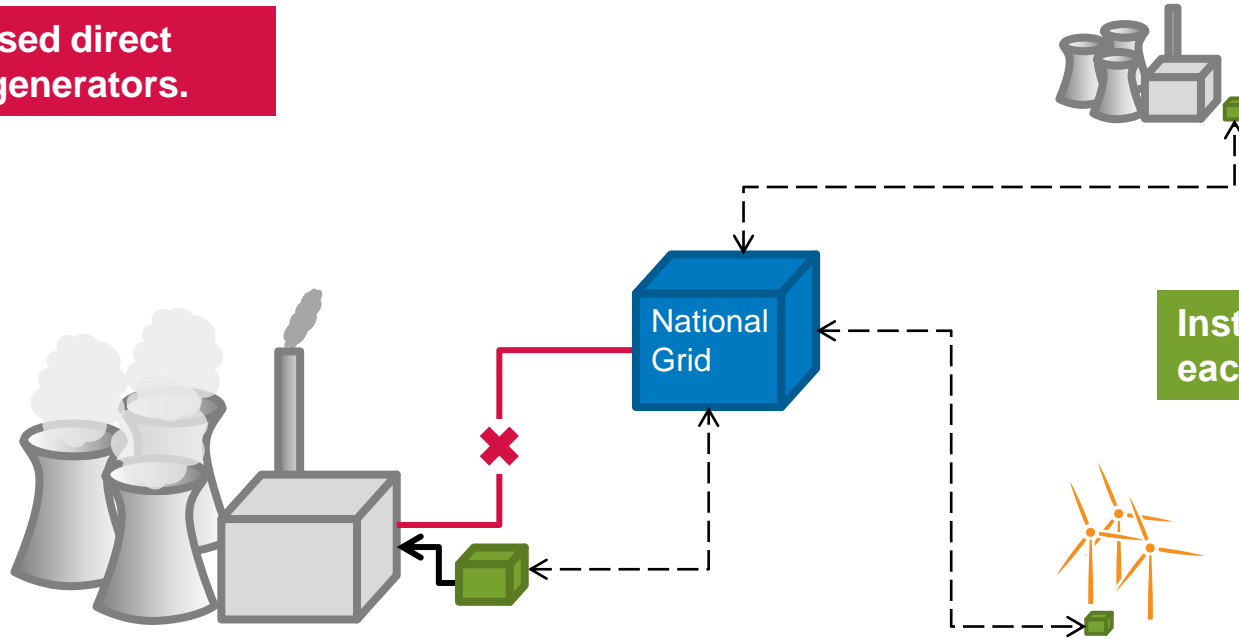 sed direct
generators.
National
Grid
Inst
eac